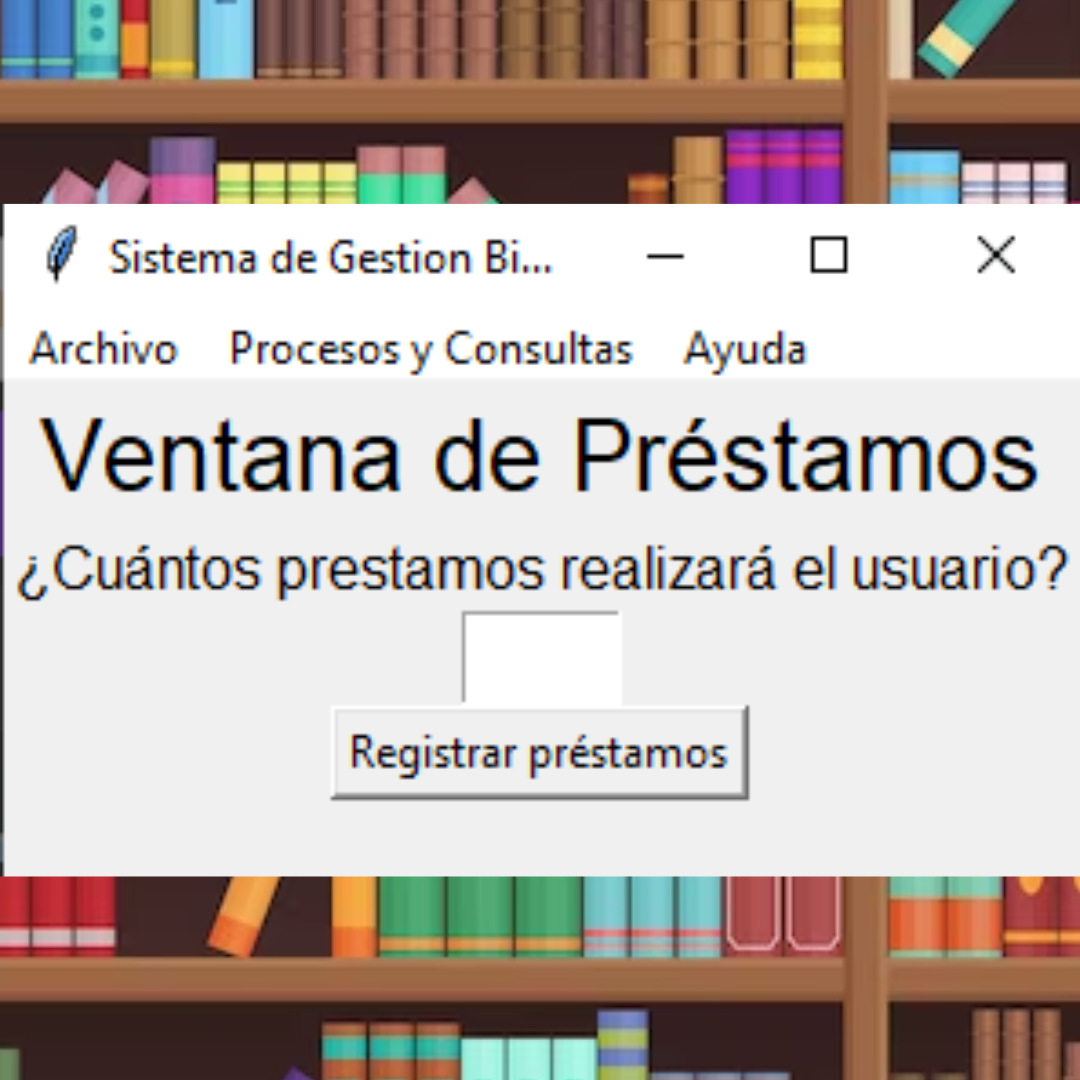 Sistema de Gestion Bi...
Archivo Procesos y Consultas Ayuda
Ventana de Préstamos
¿Cuántos prestamos realizará el usuario?
Registrar préstamos